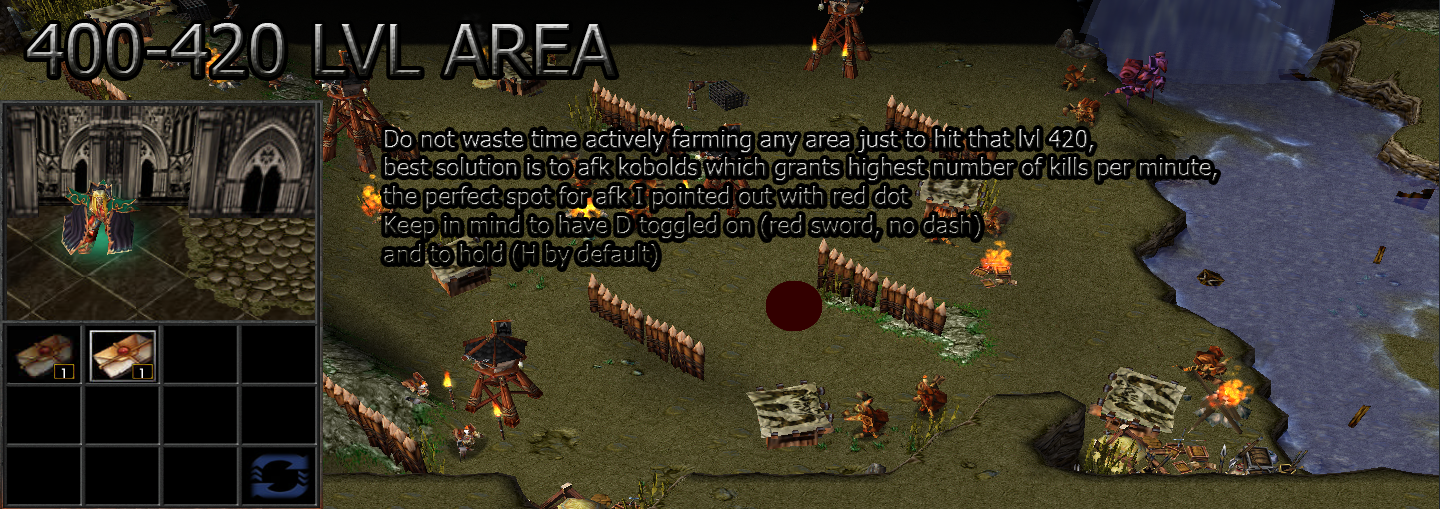 400-420 LVL AREA
Do not waste time actively farming any area just to hit that lvl 420,
best solution is to afk kobolds which grants highest number of kills per minute,
the perfect spot for afk I pointed out with red dot
Keep in mind to have D toggled on (red sword, no dash)
and to hold (H by default)
1
1